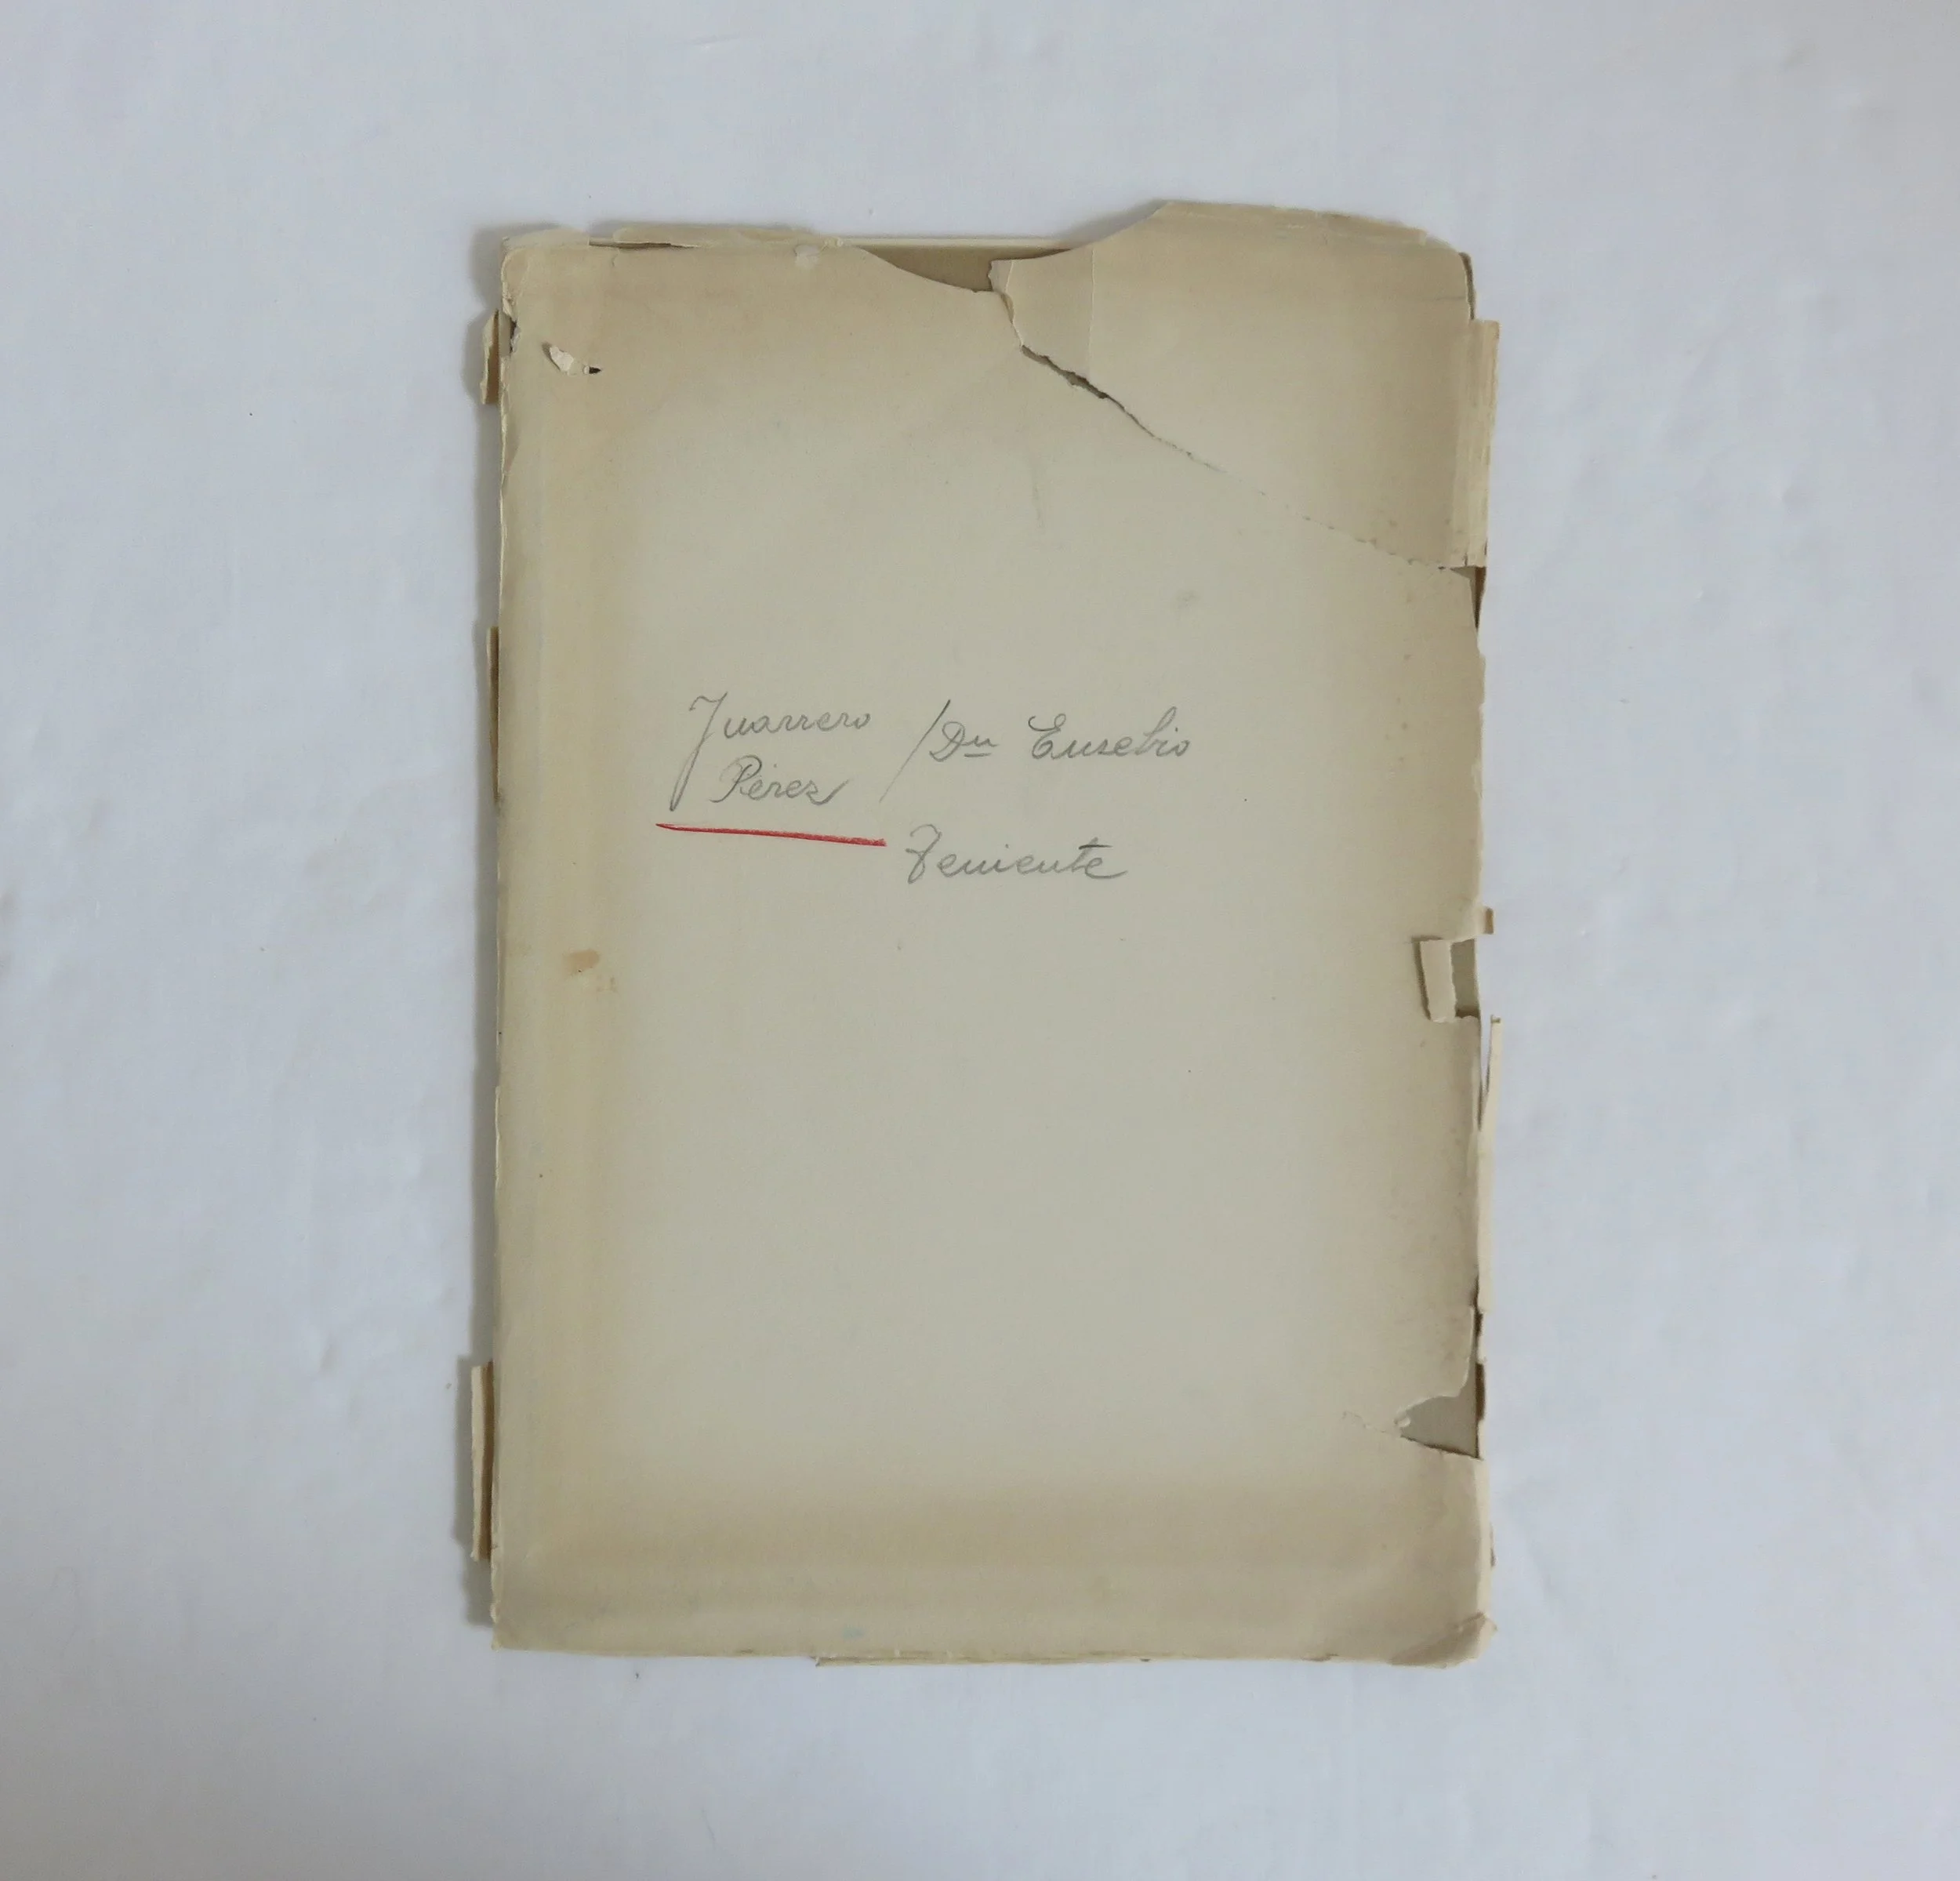 Juarrero / Dn Eusebio
Pérez
Teniente